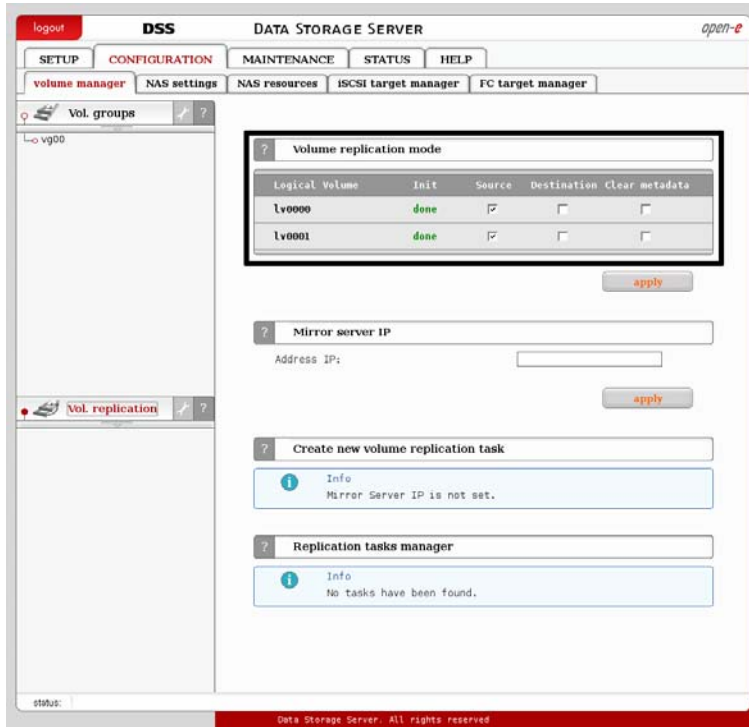 logout DSS DATA STORAGE SERVER open-e
SETUP CONFIGURATION MAINTENANCE STATUS HELP
volume manager NAS settings NAS resources iSCSI target manager FC target manager
Vol. groups ?
vg00
? Volume replication mode
Logical Volume Init Source Destination Clear metadata
lv0000 done
lv0001 done
apply
? Mirror server IP
Address IP:
apply
Vol. replication ?
? Create new volume replication task
i Info
Mirror Server IP is not set.
? Replication tasks manager
i Info
No tasks have been found.
status:
Data Storage Server. All rights reserved